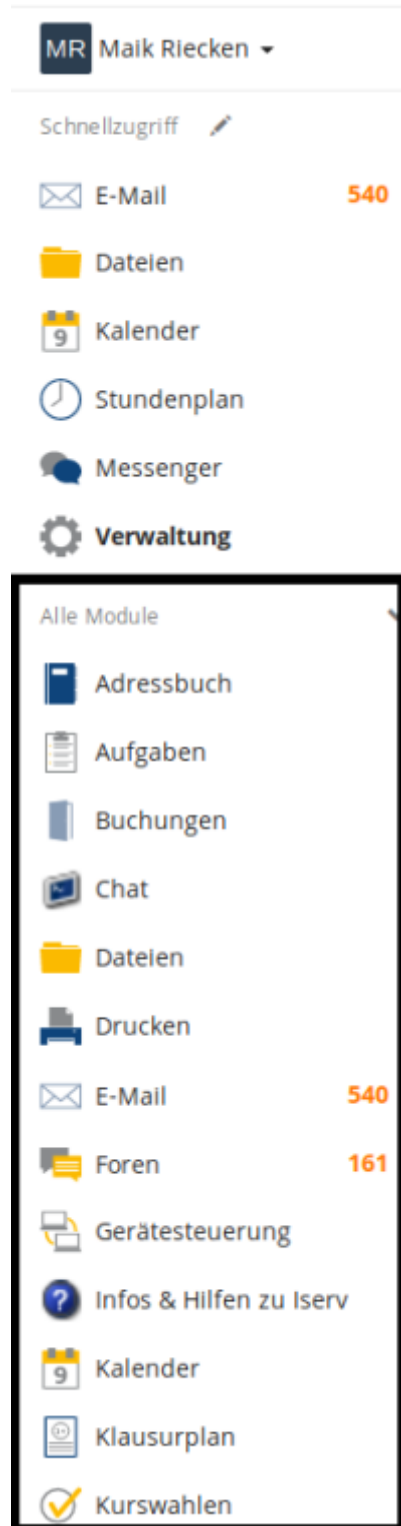 MR Maik Riecken
Schnellzugriff
E-Mail 540
Dateien
9 Kalender
Stundenplan
Messenger
Verwaltung
Alle Module
Adressbuch
Aufgaben
Buchungen
Chat
Dateien
Drucken
E-Mail 540
Foren 161
Gerätesteuerung
? Infos & Hilfen zu Iserv
9 Kalender
Klausurplan
Kurswahlen